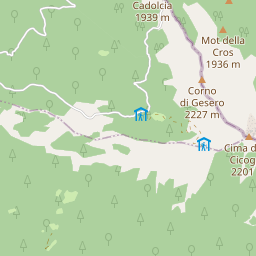 Cadolcia
1939 m
Mot della
Cros
1936 m
Corno
di Gesero
2227 m
Cima d
Cicog
2201